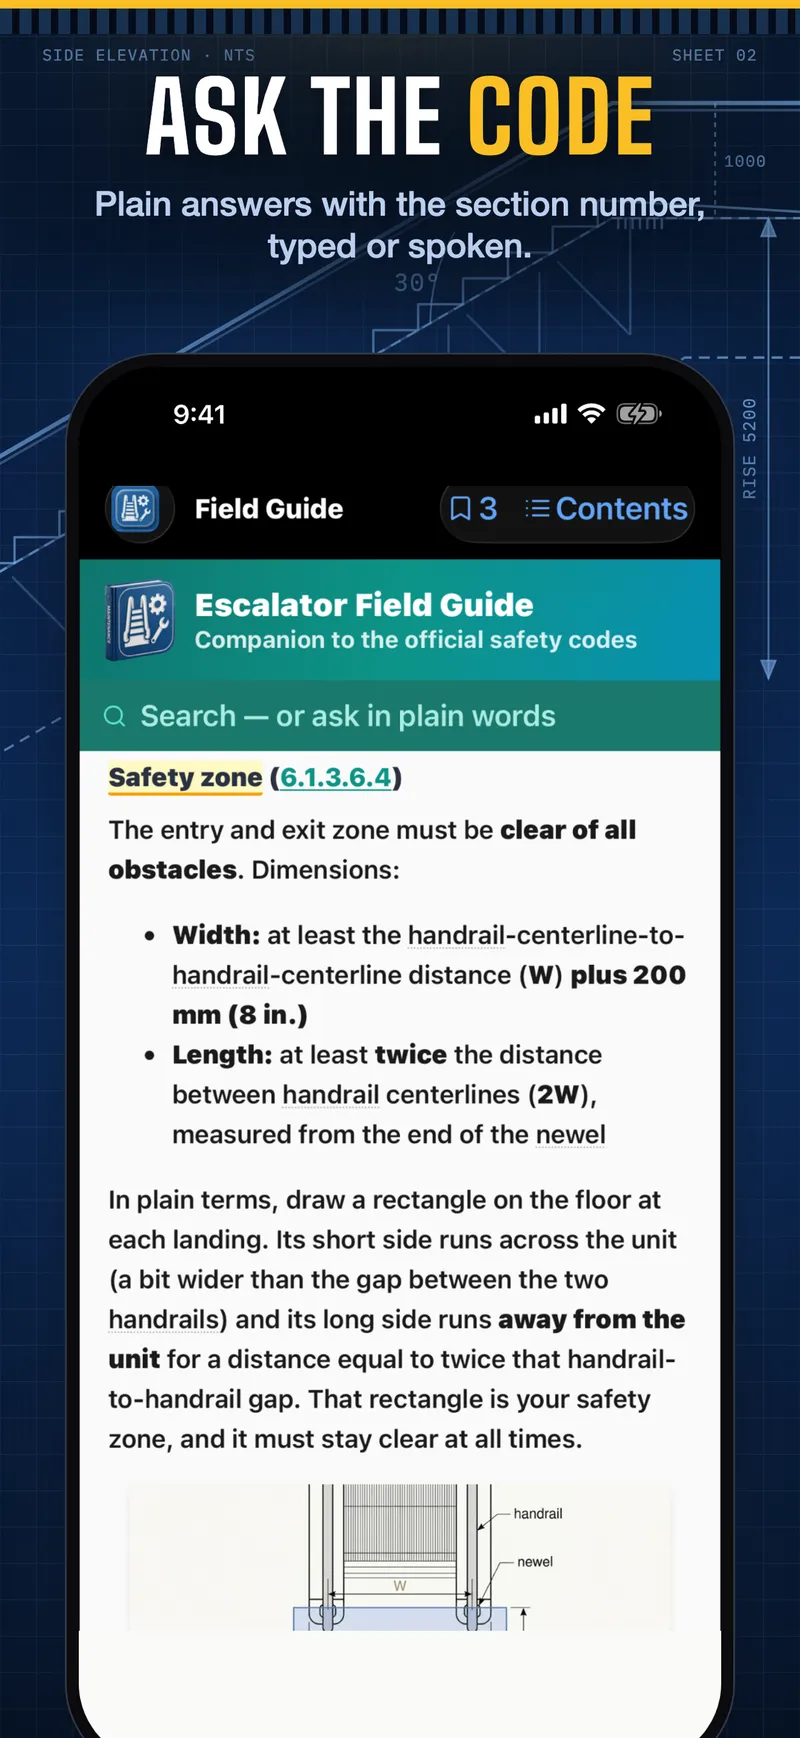 SIDE ELEVATION · NTS
SHEET 02
ASK THE CODE
1000
Plain answers with the section number,
typed or spoken.
mm
30°
9:41
RISE 5200
Field Guide
3
Contents
Escalator Field Guide
Companion to the official safety codes
Search — or ask in plain words
Safety zone (6.1.3.6.4)
The entry and exit zone must be clear of all
obstacles. Dimensions:
• Width: at least the handrail-centerline-to-
handrail-centerline distance (W) plus 200
mm (8 in.)
• Length: at least twice the distance
between handrail centerlines (2W),
measured from the end of the newel
In plain terms, draw a rectangle on the floor at
each landing. Its short side runs across the unit
(a bit wider than the gap between the two
handrails) and its long side runs away from the
unit for a distance equal to twice that handrail-
to-handrail gap. That rectangle is your safety
zone, and it must stay clear at all times.
handrail
newel
W